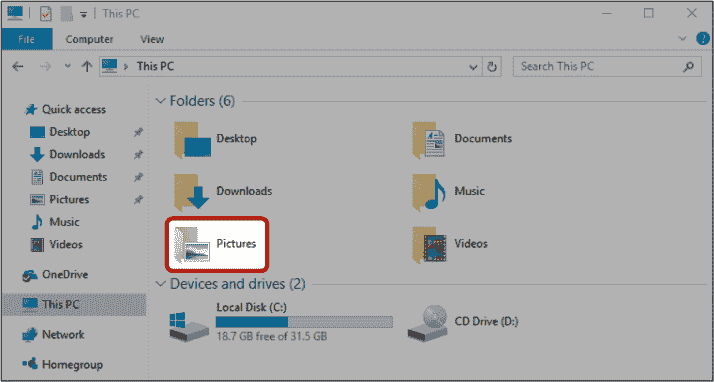 This PC
File Computer View
This PC Search This PC
Quick access
Desktop
Downloads
Documents
Pictures
Music
Videos
OneDrive
This PC
Network
Homegroup
Folders (6)
Desktop Documents
Downloads Music
Pictures Videos
Devices and drives (2)
Local Disk (C:)
18.7 GB free of 31.5 GB
CD Drive (D:)